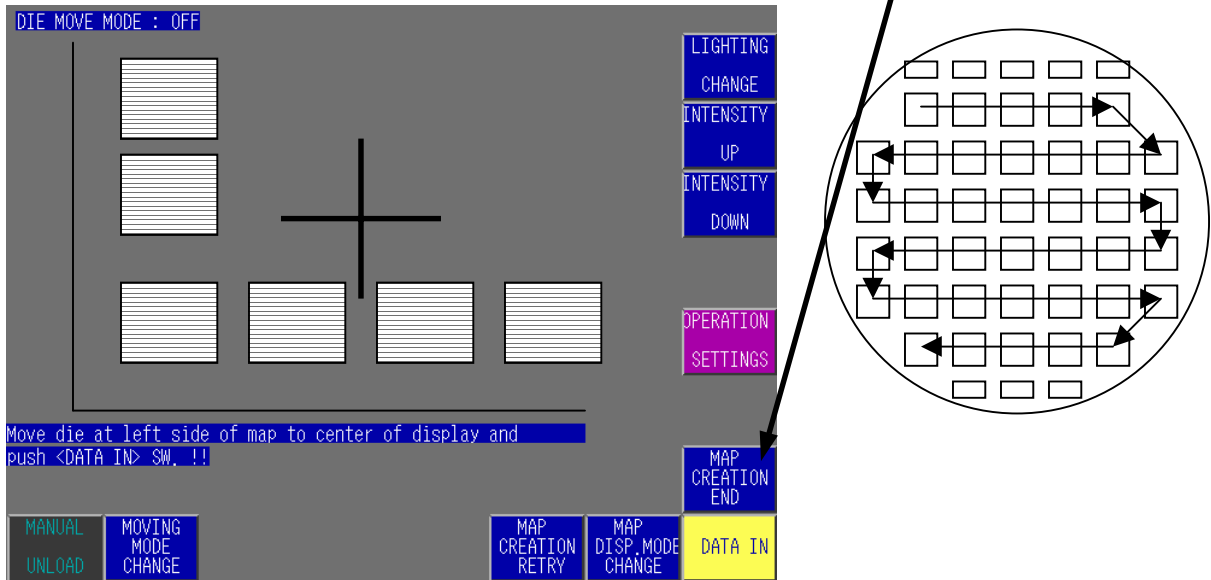 DIE MOVE MODE : OFF
LIGHTING
CHANGE
INTENSITY
UP
INTENSITY
DOWN
OPERATION
SETTINGS
Move die at left side of map to center of display and
push <DATA IN> SW. !!
MAP
CREATION
END
MANUAL
UNLOAD
MOVING
MODE
CHANGE
MAP
CREATION
RETRY
MAP
DISP.MODE
CHANGE
DATA IN